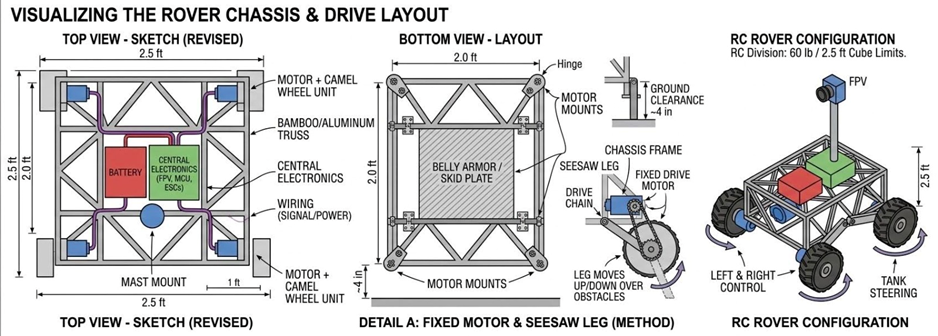 VISUALIZING THE ROVER CHASSIS & DRIVE LAYOUT
TOP VIEW - SKETCH (REVISED)
2.5 ft
2.5 ft
2.0 ft
BATTERY
CENTRAL
ELECTRONICS
(FPV, MCU,
ESCs)
MOTOR + CAMEL
WHEEL UNIT
BAMBOO/ALUMINUM
TRUSS
CENTRAL
ELECTRONICS
WIRING
(SIGNAL/POWER)
MOTOR +
CAMEL
WHEEL UNIT
MAST MOUNT
1 ft
2.5 ft
TOP VIEW - SKETCH (REVISED)
BOTTOM VIEW - LAYOUT
2.0 ft
Hinge
MOTOR
MOUNTS
2.0 ft
BELLY ARMOR /
SKID PLATE
~4 in
MOTOR MOUNTS
GROUND
CLEARANCE
~4 in
CHASSIS FRAME
SEESAW LEG
FIXED DRIVE
MOTOR
DRIVE
CHAIN
LEG MOVES
UP/DOWN OVER
OBSTACLES
DETAIL A: FIXED MOTOR & SEESAW LEG (METHOD)
RC ROVER CONFIGURATION
RC Division: 60 lb / 2.5 ft Cube Limits.
FPV
2.5 ft
LEFT & RIGHT
CONTROL
TANK
STEERING
RC ROVER CONFIGURATION